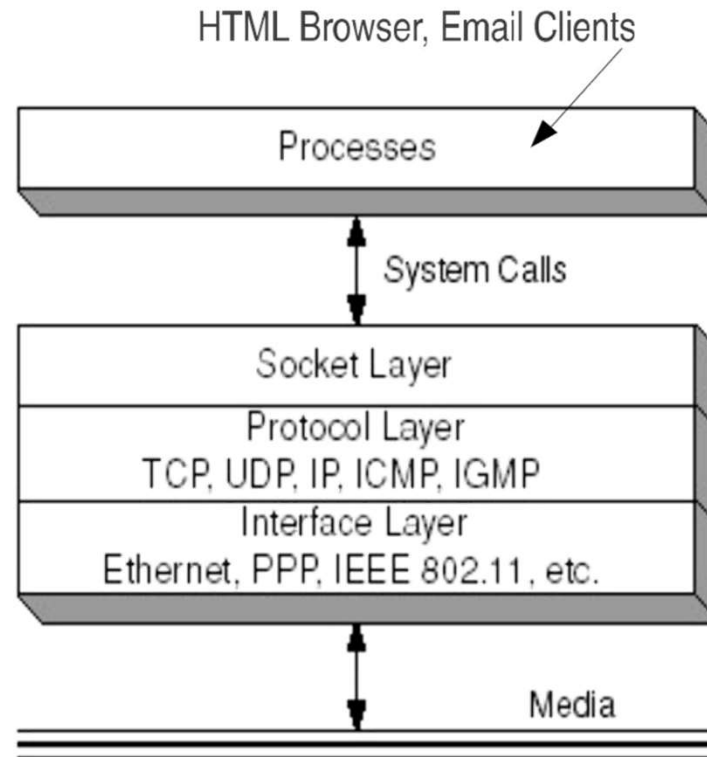 HTML Browser, Email Clients
Processes
System Calls
Socket Layer
Protocol Layer
TCP, UDP, IP, ICMP, IGMP
Interface Layer
Ethernet, PPP, IEEE 802.11, etc.
Media